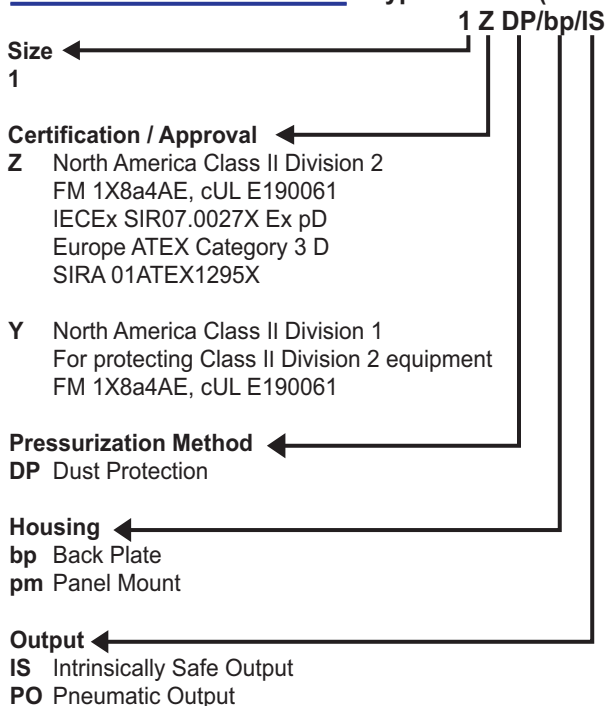 1 Z DP/bp/IS
Size
1
Certification / Approval
Z North America Class II Division 2
FM 1X8a4AE, cUL E190061
IECEx SIR07.0027X Ex pD
Europe ATEX Category 3 D
SIRA 01ATEX1295X
Y North America Class II Division 1
For protecting Class II Division 2 equipment
FM 1X8a4AE, cUL E190061
Pressurization Method
DP Dust Protection
Housing
bp Back Plate
pm Panel Mount
Output
IS Intrinsically Safe Output
PO Pneumatic Output